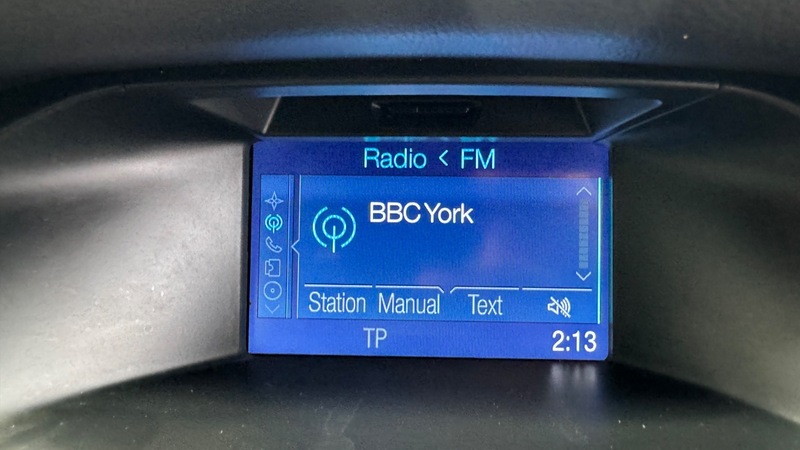 Radio < FM
BBC York
Station Manual Text
TP 2:13